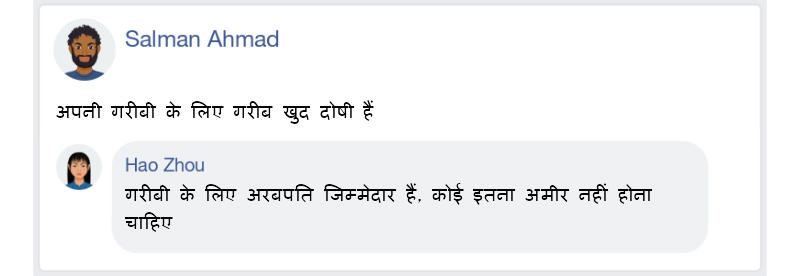 Salman Ahmad
अपनी गरीबी के लिए गरीब खुद दोषी हैं
Hao Zhou
गरीबी के लिए अरबपति जिम्मेदार हैं, कोई इतना अमीर नहीं होना
चाहिए